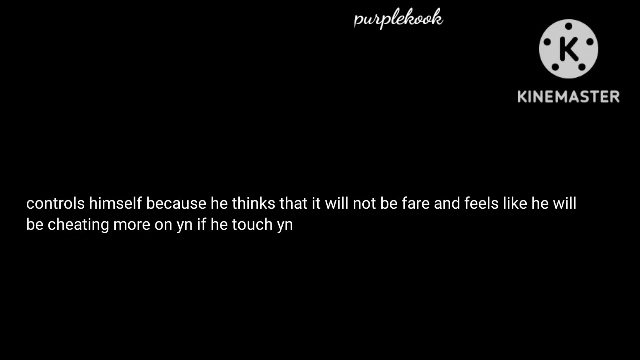 purplekook
K
KINEMASTER
controls himself because he thinks that it will not be fare and feels like he will
be cheating more on yn if he touch yn